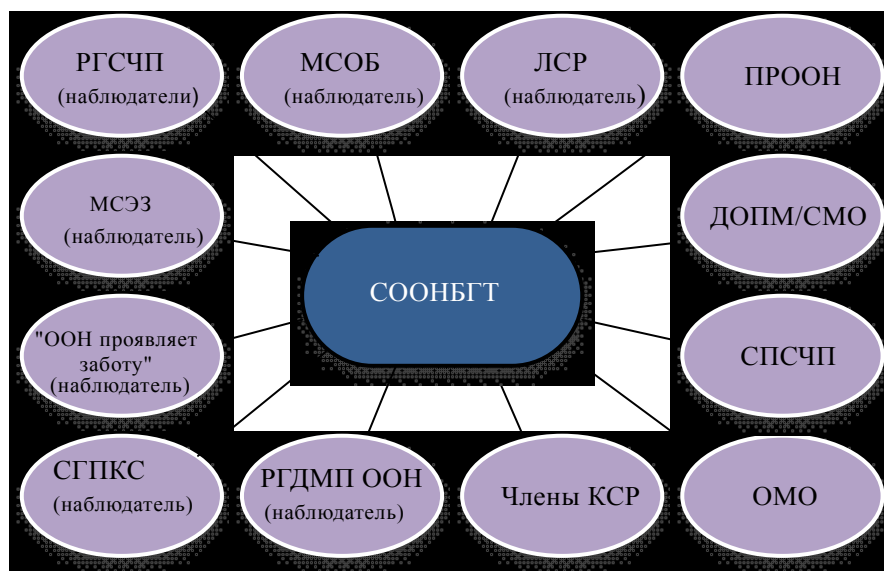 РГСЧП
(наблюдатели)
МСОБ
(наблюдатель)
ЛСР
(наблюдатель)
ПРООН
МСЭЗ
(наблюдатель)
ДОПМ/СМО
СООНБГТ
"ООН проявляет
заботу"
(наблюдатель)
СПСЧП
СГПКС
(наблюдатель)
РГДМП ООН
(наблюдатель)
Члены КСР
ОМО